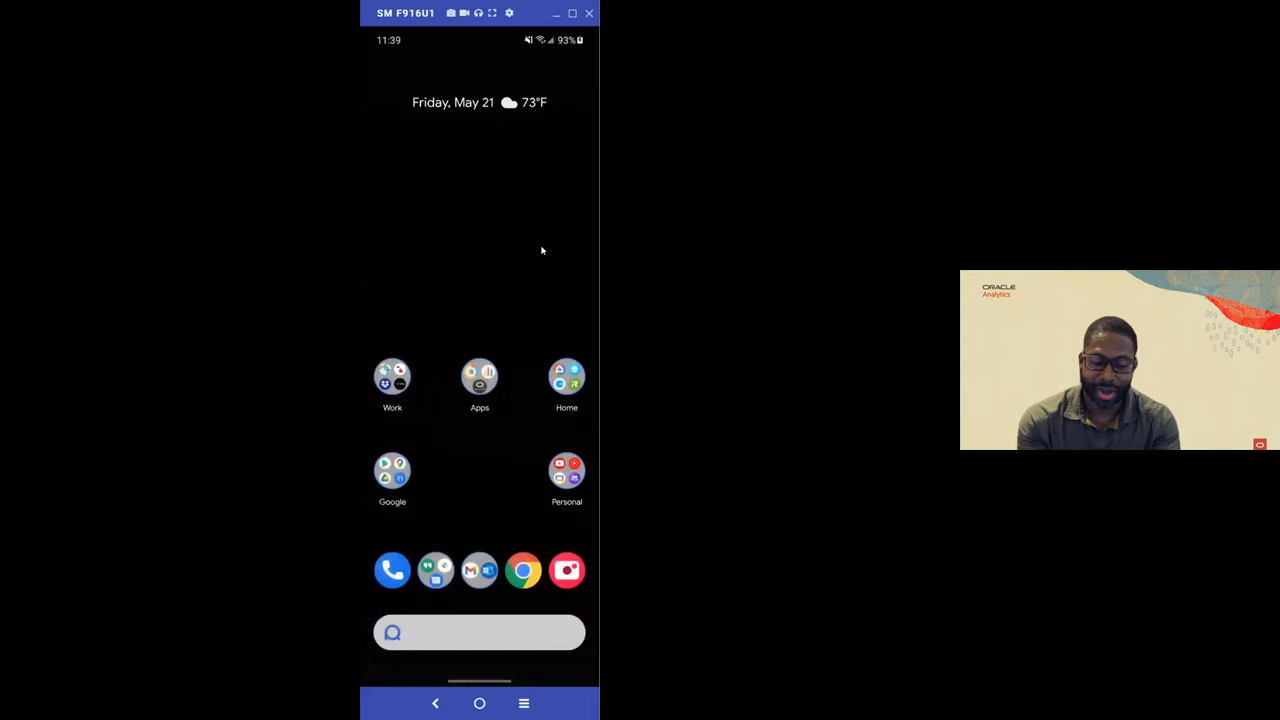 SM F916U1
11:39
93%
Friday, May 21 73°F
Work
Apps
Home
Google
Personal
ORACLE
Analytics